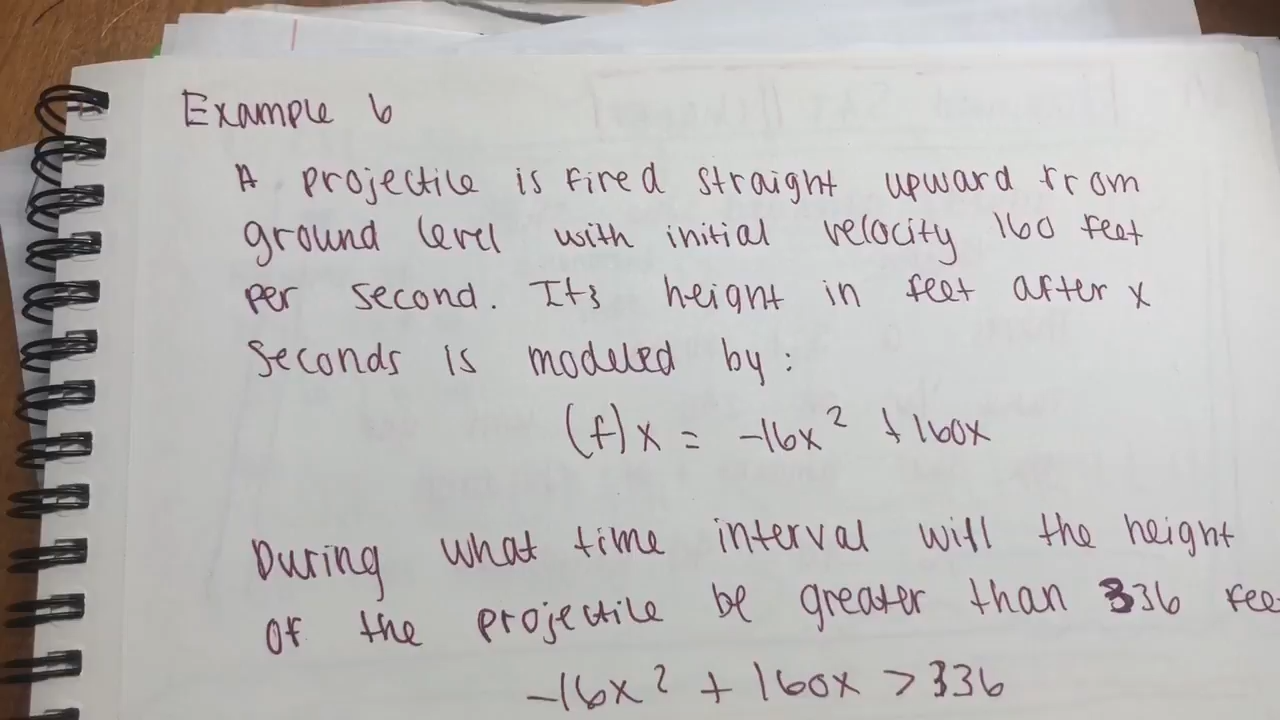 Example 6
A projectile is fired straight upward from
ground level with initial velocity 160 feet
per second. Its height in feet after x
seconds is modeled by:
(f)x = -16x² + 160x
During what time interval will the height
of the projectile be greater than 336 fee
-16x² + 160x > 336